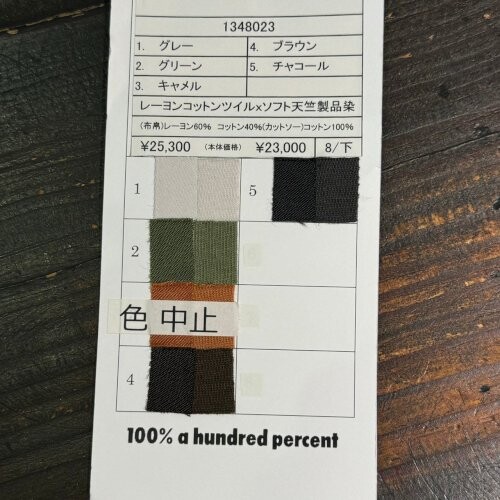 1348023
1. グレー 4. ブラウン
2. グリーン 5. チャコール
3. キャメル
レーヨンコットンツイル×ソフト天竺製品染
(布帛)レーヨン60% コットン40%(カットソー)コットン100%
¥25,300 (本体価格) ¥23,000 8/下
1 5
2
色 中止
4
100% a hundred percent